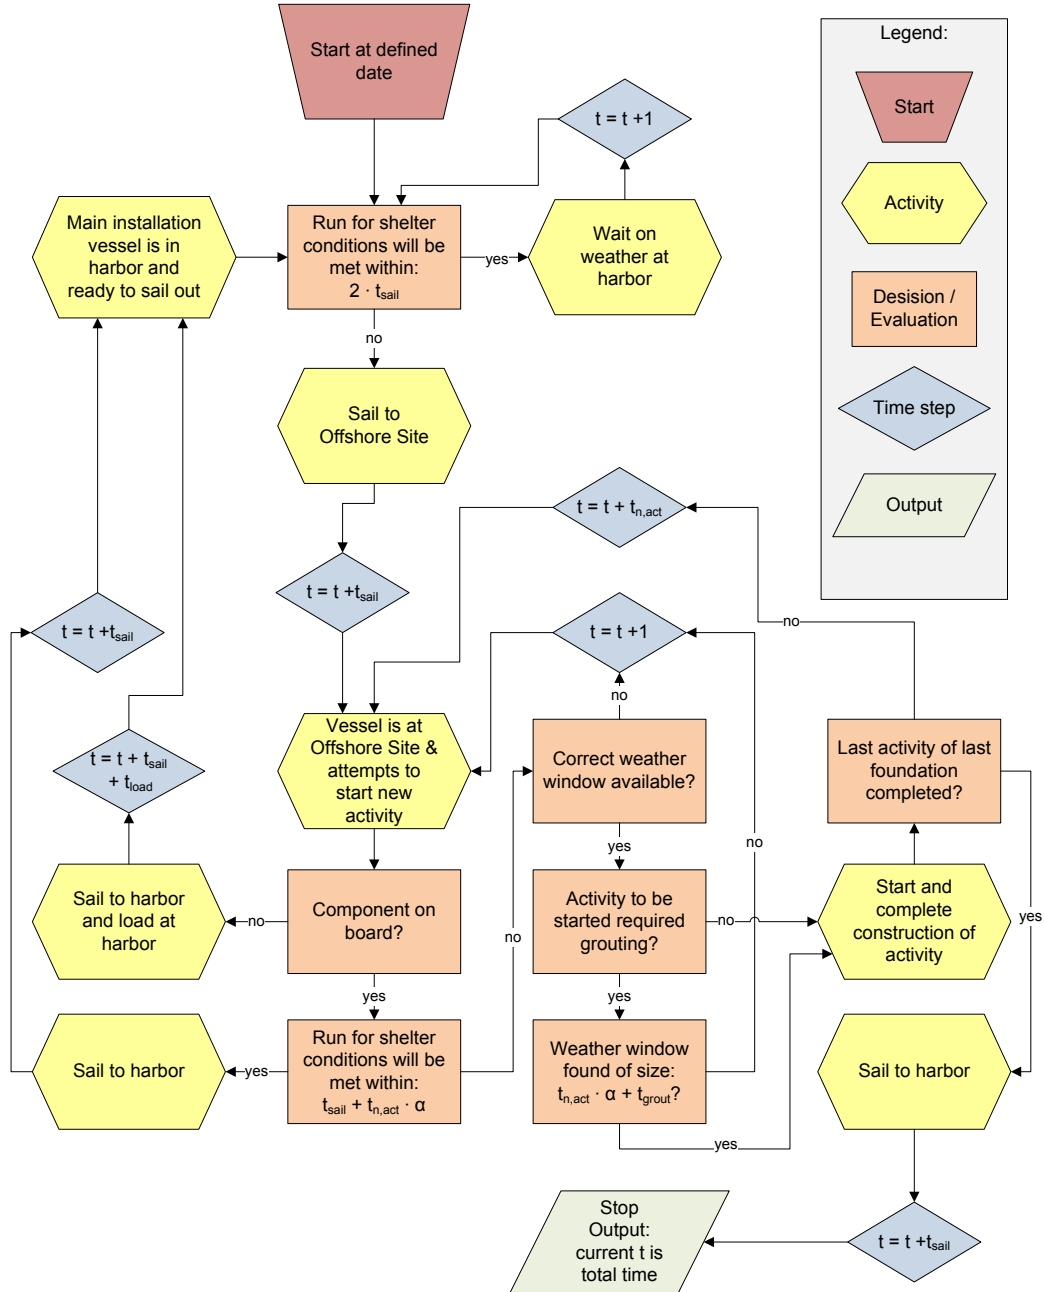 Start at defined
date
Legend:
Start
Activity
Desision /
Evaluation
Time step
Output
t = t +1
Main installation
vessel is in
harbor and
ready to sail out
Run for shelter
conditions will be
met within:
2 · tsail
yes
Wait on
weather at
harbor
no
Sail to
Offshore Site
t = t + tn,act
t = t +tsail
t = t +tsail
t = t +1
no
no
Vessel is at
Offshore Site &
attempts to
start new
activity
Correct weather
window available?
Last activity of last
foundation
completed?
t = t + tsail
+ tload
yes
no
Sail to harbor
and load at
harbor
no
Component on
board?
Activity to be
started required
grouting?
no
Start and
complete
construction of
activity
yes
no
yes
yes
Sail to harbor
yes
Run for shelter
conditions will be
met within:
tsail + tn,act · α
Weather window
found of size:
tn,act · α + tgrout?
Sail to harbor
yes
Stop
Output:
current t is
total time
t = t +tsail